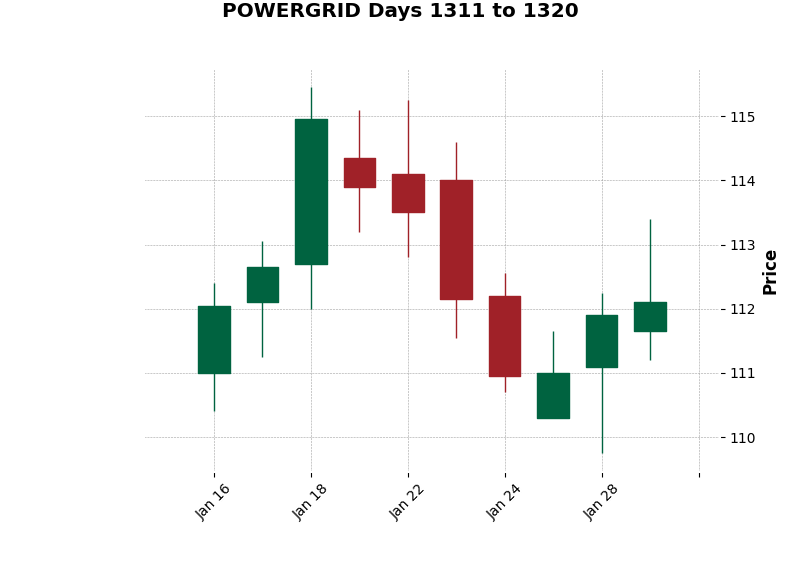 POWERGRID Days 1311 to 1320
115
114
113
112
111
110
Price
Jan 16
Jan 18
Jan 22
Jan 24
Jan 28